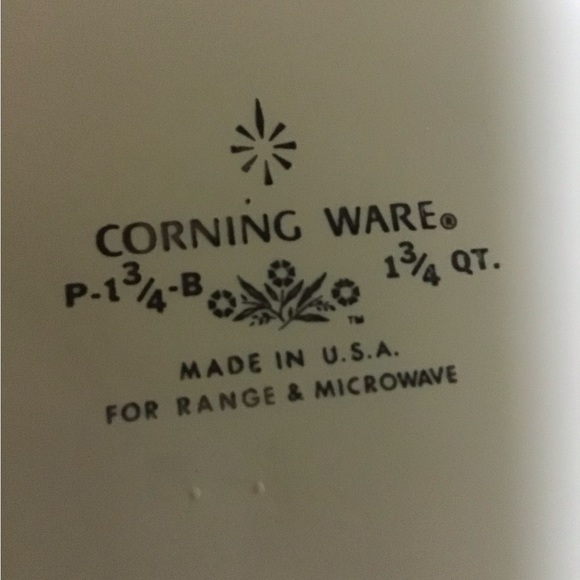 CORNING WARE®
P-1¾-B 1¾ QT.
TM
MADE IN U.S.A.
FOR RANGE & MICROWAVE